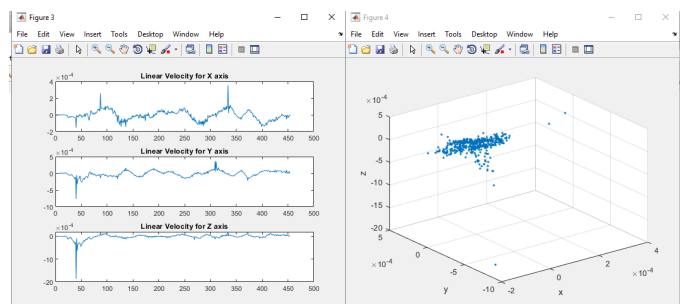 Figure 3
File Edit View Insert Tools Desktop Window Help
Linear Velocity for X axis
×10⁻⁴
4
2
0
-2
0 50 100 150 200 250 300 350 400 450 500
Linear Velocity for Y axis
×10⁻⁴
5
0
-5
-10
0 50 100 150 200 250 300 350 400 450 500
Linear Velocity for Z axis
×10⁻⁴
0
-10
-20
0 50 100 150 200 250 300 350 400 450 500
Figure 4
File Edit View Insert Tools Desktop Window Help
×10⁻⁴
5
0
-5
-10
-15
-20
z
5
0
-5
-10
×10⁻⁴
y
-2
0
2
4
×10⁻⁴
x